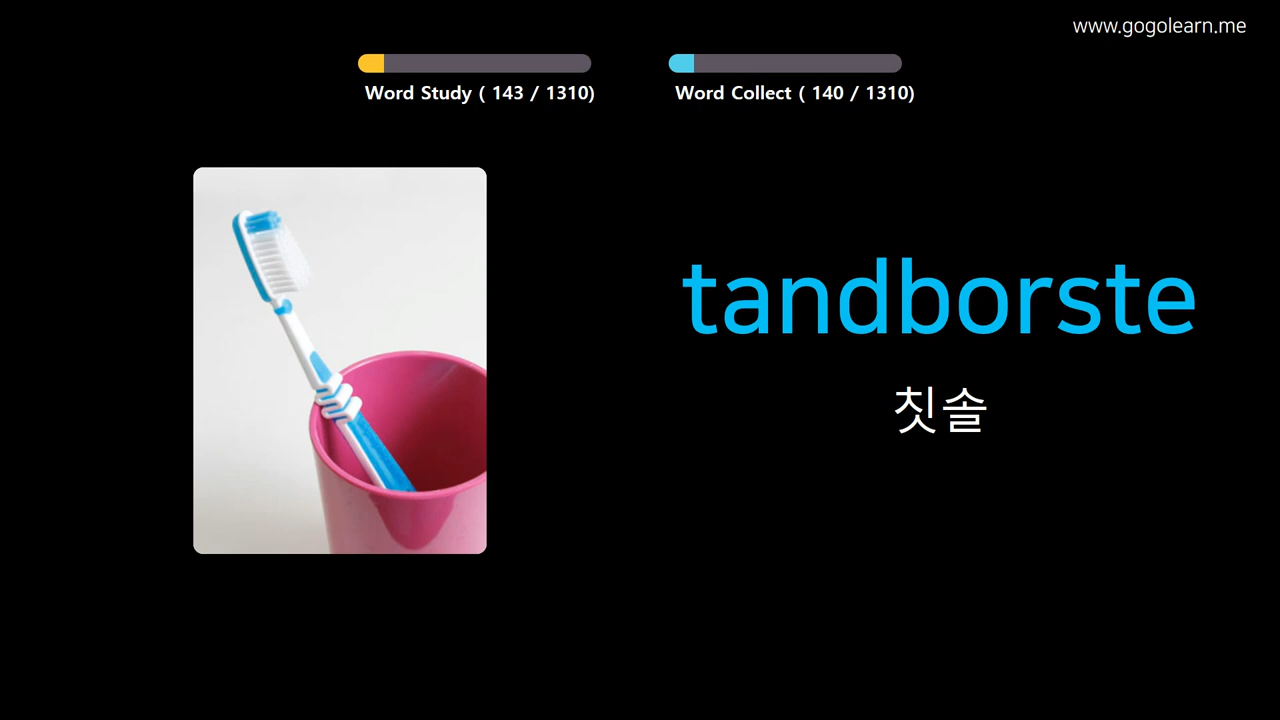 www.gogolearn.me
Word Study ( 143 / 1310)
Word Collect ( 140 / 1310)
tandborste
칫솔